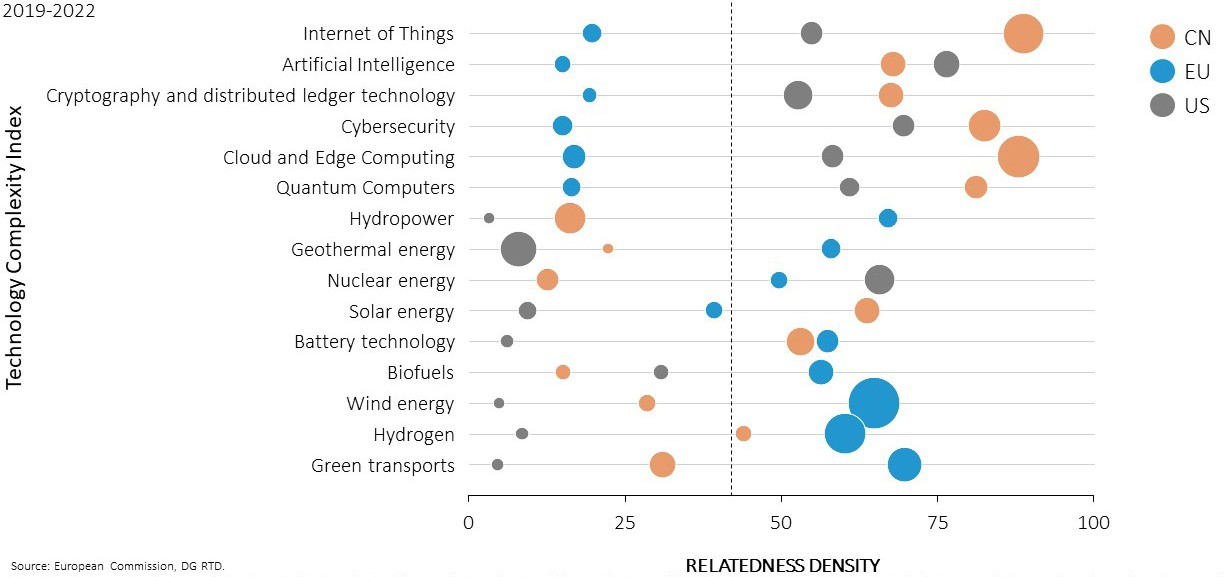 2019-2022
Technology Complexity Index
Internet of Things
Artificial Intelligence
Cryptography and distributed ledger technology
Cybersecurity
Cloud and Edge Computing
Quantum Computers
Hydropower
Geothermal energy
Nuclear energy
Solar energy
Battery technology
Biofuels
Wind energy
Hydrogen
Green transports
0 25 50 75 100
RELATEDNESS DENSITY
CN
EU
US
Source: European Commission, DG RTD.